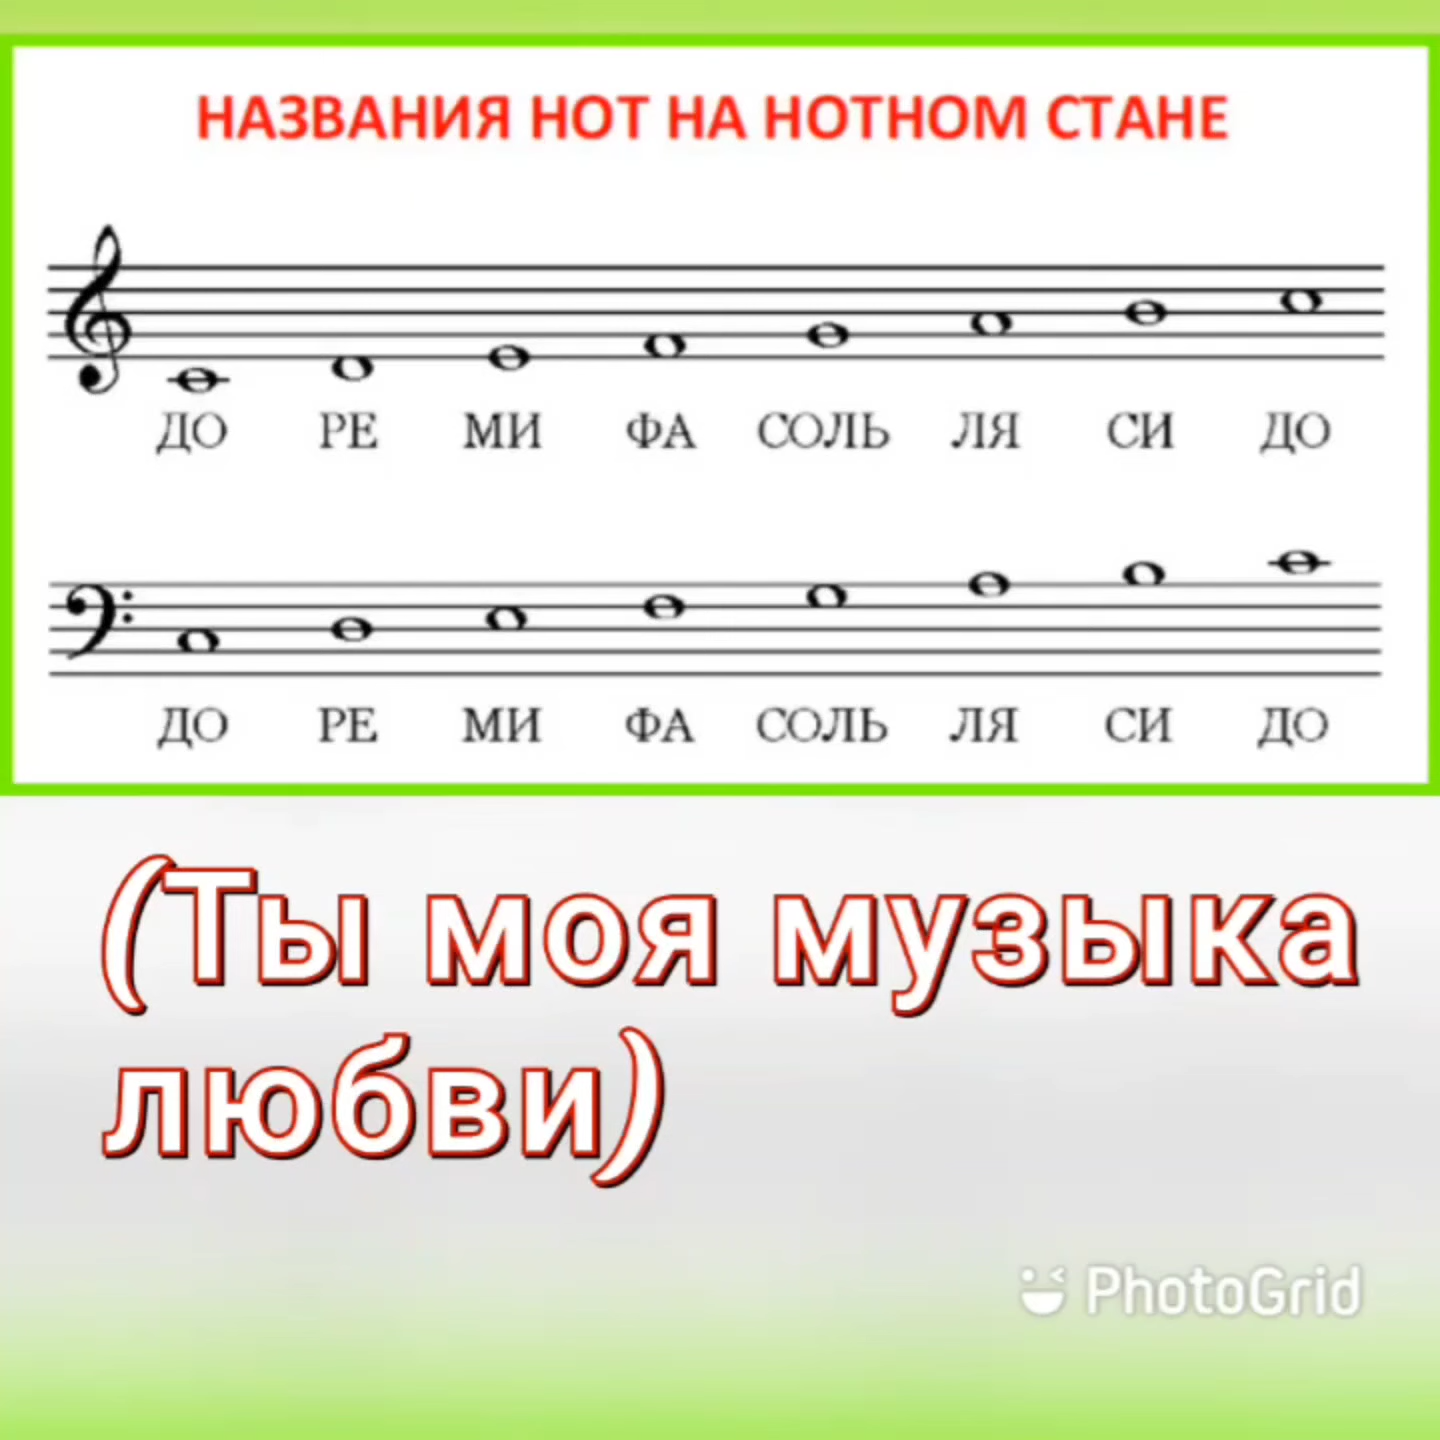 НАЗВАНИЯ НОТ НА НОТНОМ СТАНЕ
ДО РЕ МИ ФА СОЛЬ ЛЯ СИ ДО
ДО РЕ МИ ФА СОЛЬ ЛЯ СИ ДО
(Ты моя музыка
любви)
PhotoGrid